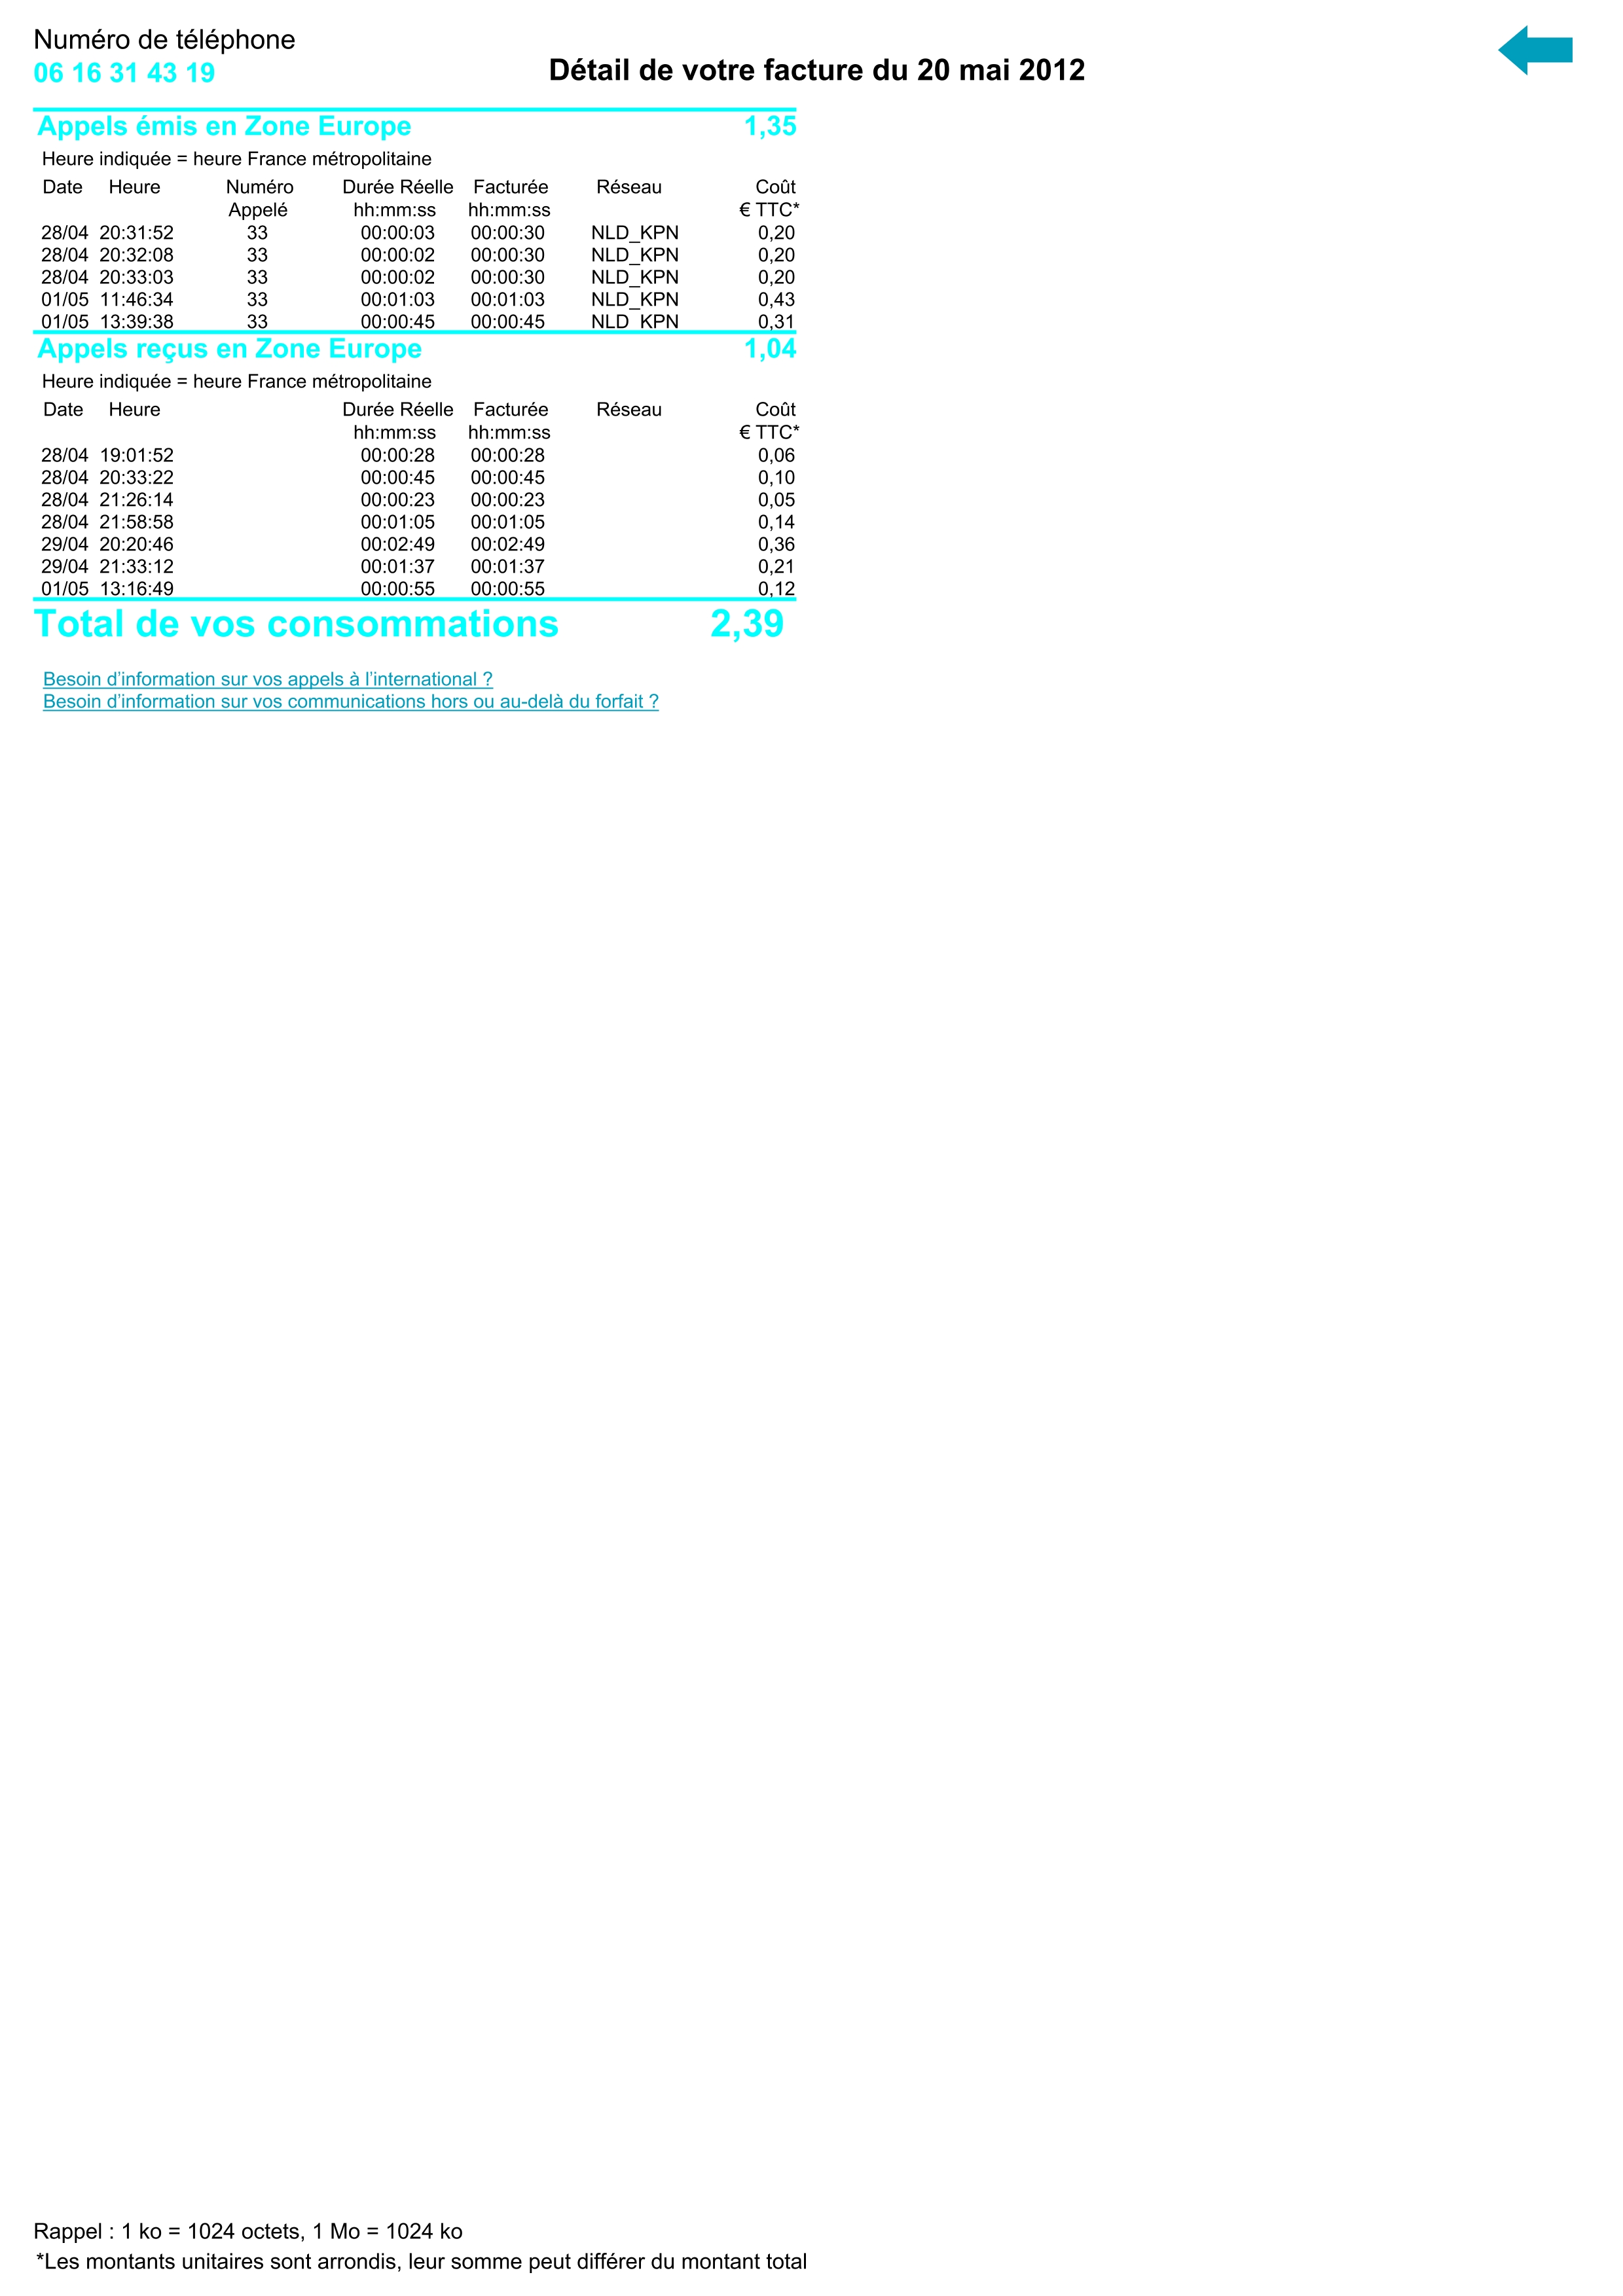 Numéro de téléphone
06 16 31 43 19
Détail de votre facture du 20 mai 2012
Appels émis en Zone Europe 1,35
Heure indiquée = heure France métropolitaine
Date Heure Numéro Durée Réelle Facturée Réseau Coût
Appelé hh:mm:ss hh:mm:ss € TTC*
28/04 20:31:52 33 00:00:03 00:00:30 NLD_KPN 0,20
28/04 20:32:08 33 00:00:02 00:00:30 NLD_KPN 0,20
28/04 20:33:03 33 00:00:02 00:00:30 NLD_KPN 0,20
01/05 11:46:34 33 00:01:03 00:01:03 NLD_KPN 0,43
01/05 13:39:38 33 00:00:45 00:00:45 NLD_KPN 0,31
Appels reçus en Zone Europe 1,04
Heure indiquée = heure France métropolitaine
Date Heure Durée Réelle Facturée Réseau Coût
hh:mm:ss hh:mm:ss € TTC*
28/04 19:01:52 00:00:28 00:00:28 0,06
28/04 20:33:22 00:00:45 00:00:45 0,10
28/04 21:26:14 00:00:23 00:00:23 0,05
28/04 21:58:58 00:01:05 00:01:05 0,14
29/04 20:20:46 00:02:49 00:02:49 0,36
29/04 21:33:12 00:01:37 00:01:37 0,21
01/05 13:16:49 00:00:55 00:00:55 0,12
Total de vos consommations 2,39
Besoin d’information sur vos appels à l’international ?
Besoin d’information sur vos communications hors ou au-delà du forfait ?
Rappel : 1 ko = 1024 octets, 1 Mo = 1024 ko
*Les montants unitaires sont arrondis, leur somme peut différer du montant total